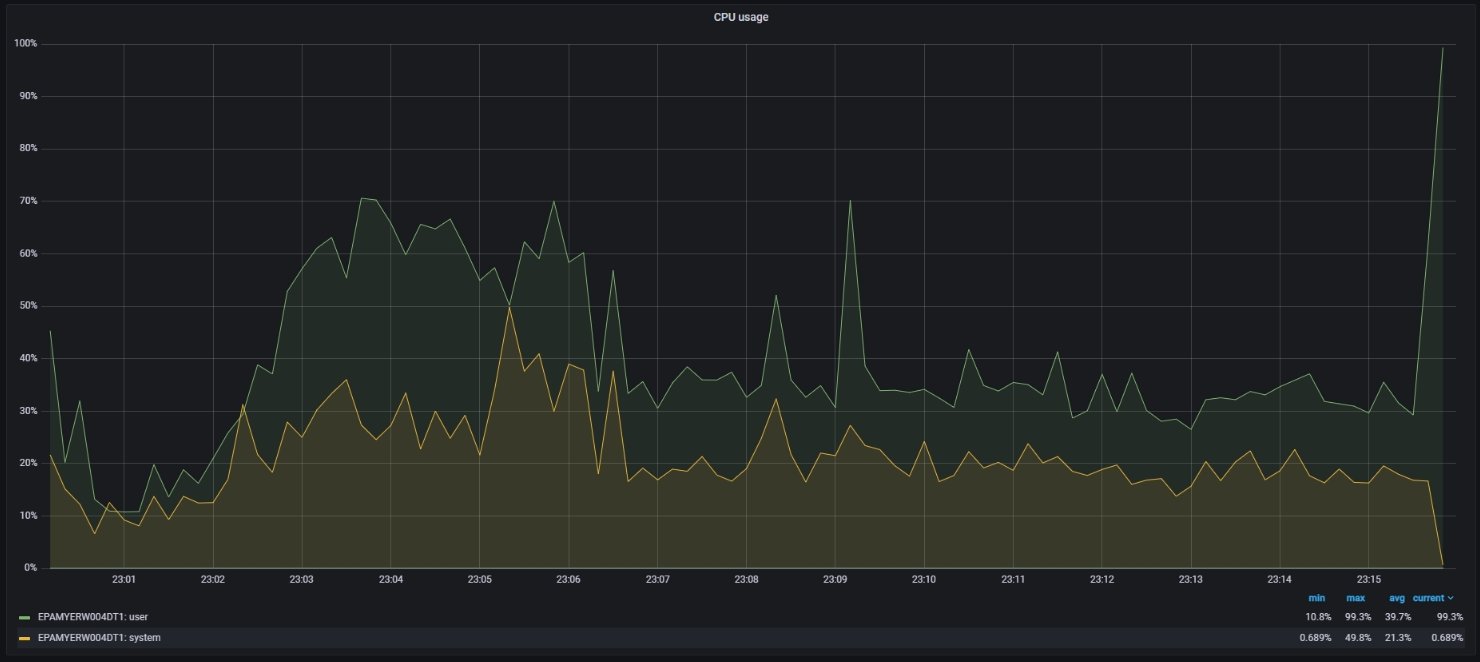 CPU usage
100%
90%
80%
70%
60%
50%
40%
30%
20%
10%
0%
23:01 23:02 23:03 23:04 23:05 23:06 23:07 23:08 23:09 23:10 23:11 23:12 23:13 23:14 23:15
min max avg current
EPAMYERW004DT1: user 10.8% 99.3% 39.7% 99.3%
EPAMYERW004DT1: system 0.689% 49.8% 21.3% 0.689%